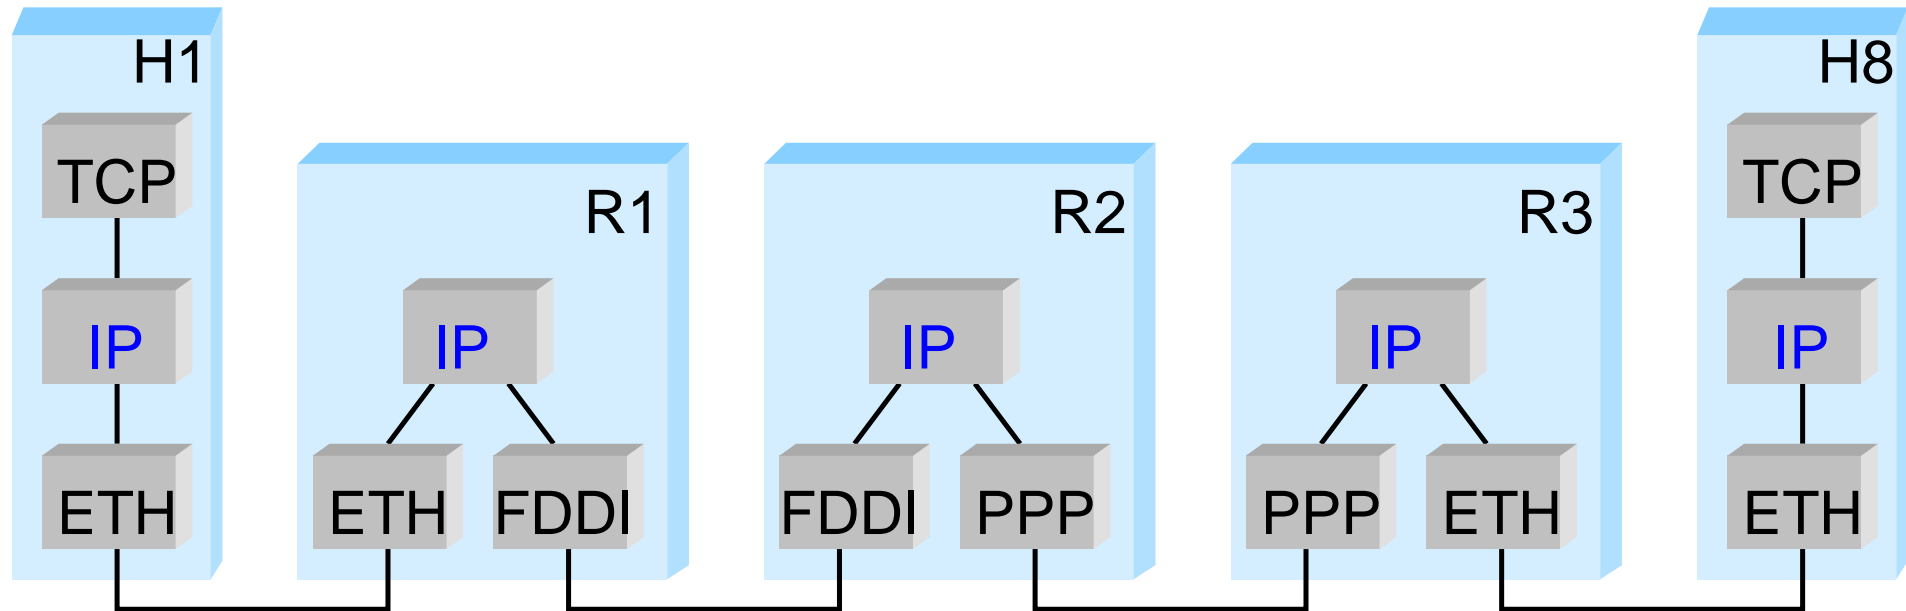 H1
TCP
IP
ETH
R1
IP
ETH FDDI
R2
IP
FDDI PPP
R3
IP
PPP ETH
H8
TCP
IP
ETH